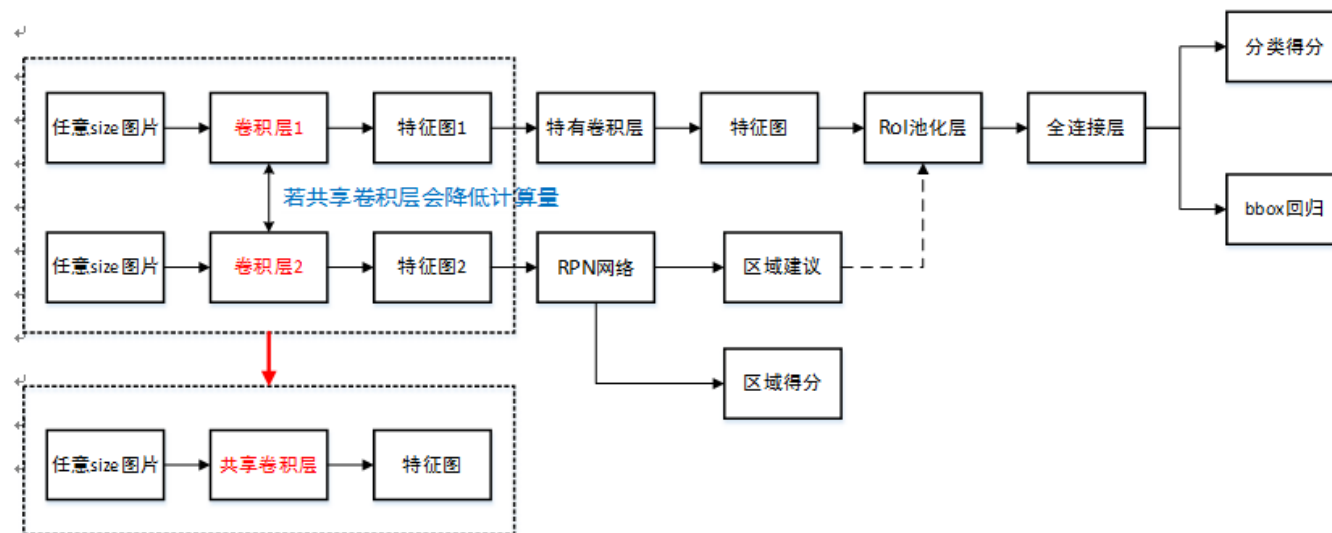 分类得分
任意size图片
卷积层1
特征图1
特有卷积层
特征图
RoI池化层
全连接层
若共享卷积层会降低计算量
bbox回归
任意size图片
卷积层2
特征图2
RPN网络
区域建议
区域得分
任意size图片
共享卷积层
特征图